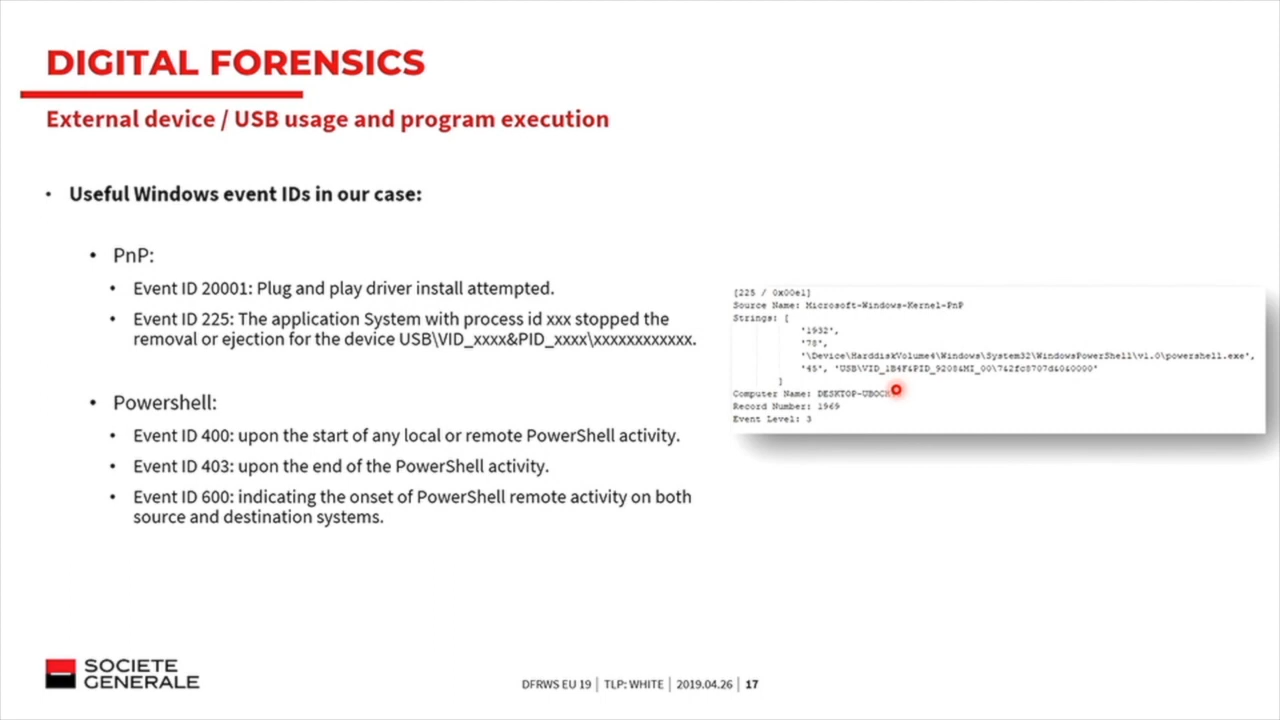 DIGITAL FORENSICS
External device / USB usage and program execution
• Useful Windows event IDs in our case:
• PnP:
• Event ID 20001: Plug and play driver install attempted.
• Event ID 225: The application System with process id xxx stopped the
removal or ejection for the device USB\VID_xxxx&PID_xxxx\xxxxxxxxxxxx.
• Powershell:
• Event ID 400: upon the start of any local or remote PowerShell activity.
• Event ID 403: upon the end of the PowerShell activity.
• Event ID 600: indicating the onset of PowerShell remote activity on both
source and destination systems.
[225 / 0x00e1]
Source Name: Microsoft-Windows-Kernel-PnP
Strings: [
'1932',
'78',
'\Device\HarddiskVolume4\Windows\System32\WindowsPowerShell\v1.0\powershell.exe',
'45', 'USB\VID_1B4F&PID_9208&MI_00\7&2fc8707d&0&0000'
]
Computer Name:
Record Number: 1969
Event Level: 3
SOCIETE
GENERALE
DFRWS EU 19 | TLP: WHITE | 2019.04.26 | 17